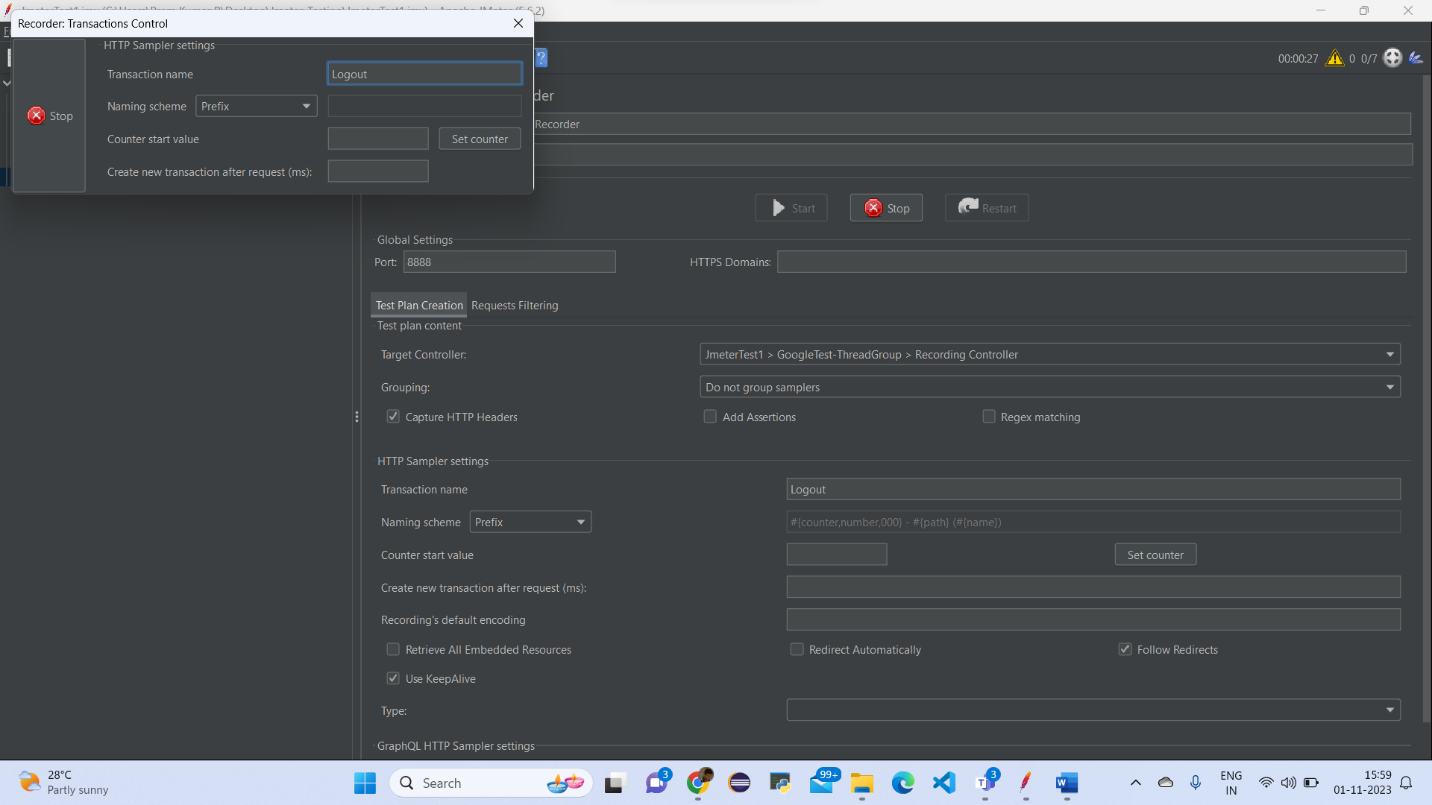 Recorder: Transactions Control
HTTP Sampler settings
Transaction name Logout
Naming scheme Prefix
Counter start value Set counter
Create new transaction after request (ms):
Stop
?
00:00:27 0 0/7
Recorder
Start Stop Restart
Global Settings
Port: 8888 HTTPS Domains:
Test Plan Creation Requests Filtering
Test plan content
Target Controller: JmeterTest1 > GoogleTest-ThreadGroup > Recording Controller
Grouping: Do not group samplers
Capture HTTP Headers Add Assertions Regex matching
HTTP Sampler settings
Transaction name Logout
Naming scheme Prefix #{counter,number,000} - #{path} (#{name})
Counter start value Set counter
Create new transaction after request (ms):
Recording's default encoding
Retrieve All Embedded Resources Redirect Automatically Follow Redirects
Use KeepAlive
Type:
GraphQL HTTP Sampler settings
28°C
Partly sunny
Search
3
99+
3
ENG
IN
15:59
01-11-2023